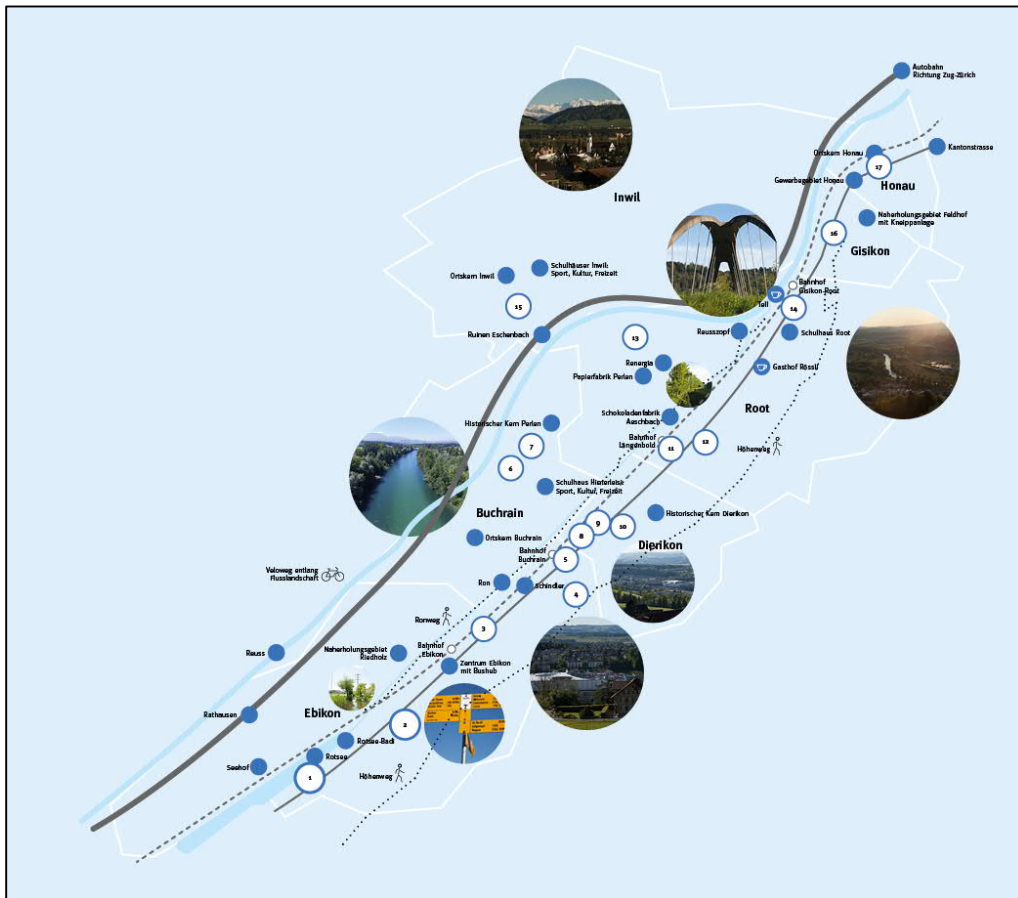 Autobahn
Richtung Zug-Zürich
Ortskern Honau
Kantonstrasse
17
Gewerbegebiet Honau
Honau
Inwil
Naherholungsgebiet Feldhof
mit Kneippanlage
16
Gisikon
Schulhäuser Inwil:
Sport, Kultur, Freizeit
Ortskern Inwil
Bahnhof
Gisikon-Root
Tell
15
14
Ruinen Eschenbach
13
Reusszopf
Schulhaus Root
Renergia
Papierfabrik Perlen
Gasthof Rössli
Root
Schokoladenfabrik
Aeschbach
Historischer Kern Perlen
Bahnhof
Längenbold
7
11
12
Höhenweg
6
Schulhaus Hinterleisi:
Sport, Kultur, Freizeit
Buchrain
Historischer Kern Dierikon
9
10
8
Ortskern Buchrain
Dierikon
Bahnhof
Buchrain
5
Veloweg entlang
Flusslandschaft
Ron
Schindler
4
Ronweg
3
Reuss
Naherholungsgebiet
Riedholz
Bahnhof
Ebikon
Zentrum Ebikon
mit Bushub
Rathausen
Ebikon
2
Rotsee-Badi
Rotsee
Seehof
1
Höhenweg